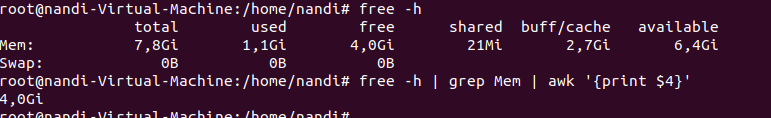 root@nandi-Virtual-Machine:/home/nandi# free -h
              total        used        free      shared  buff/cache   available
Mem:          7,8Gi       1,1Gi       4,0Gi        21Mi       2,7Gi       6,4Gi
Swap:            0B          0B          0B
root@nandi-Virtual-Machine:/home/nandi# free -h | grep Mem | awk '{print $4}'
4,0Gi
root@nandi-Virtual-Machine:/home/nandi#